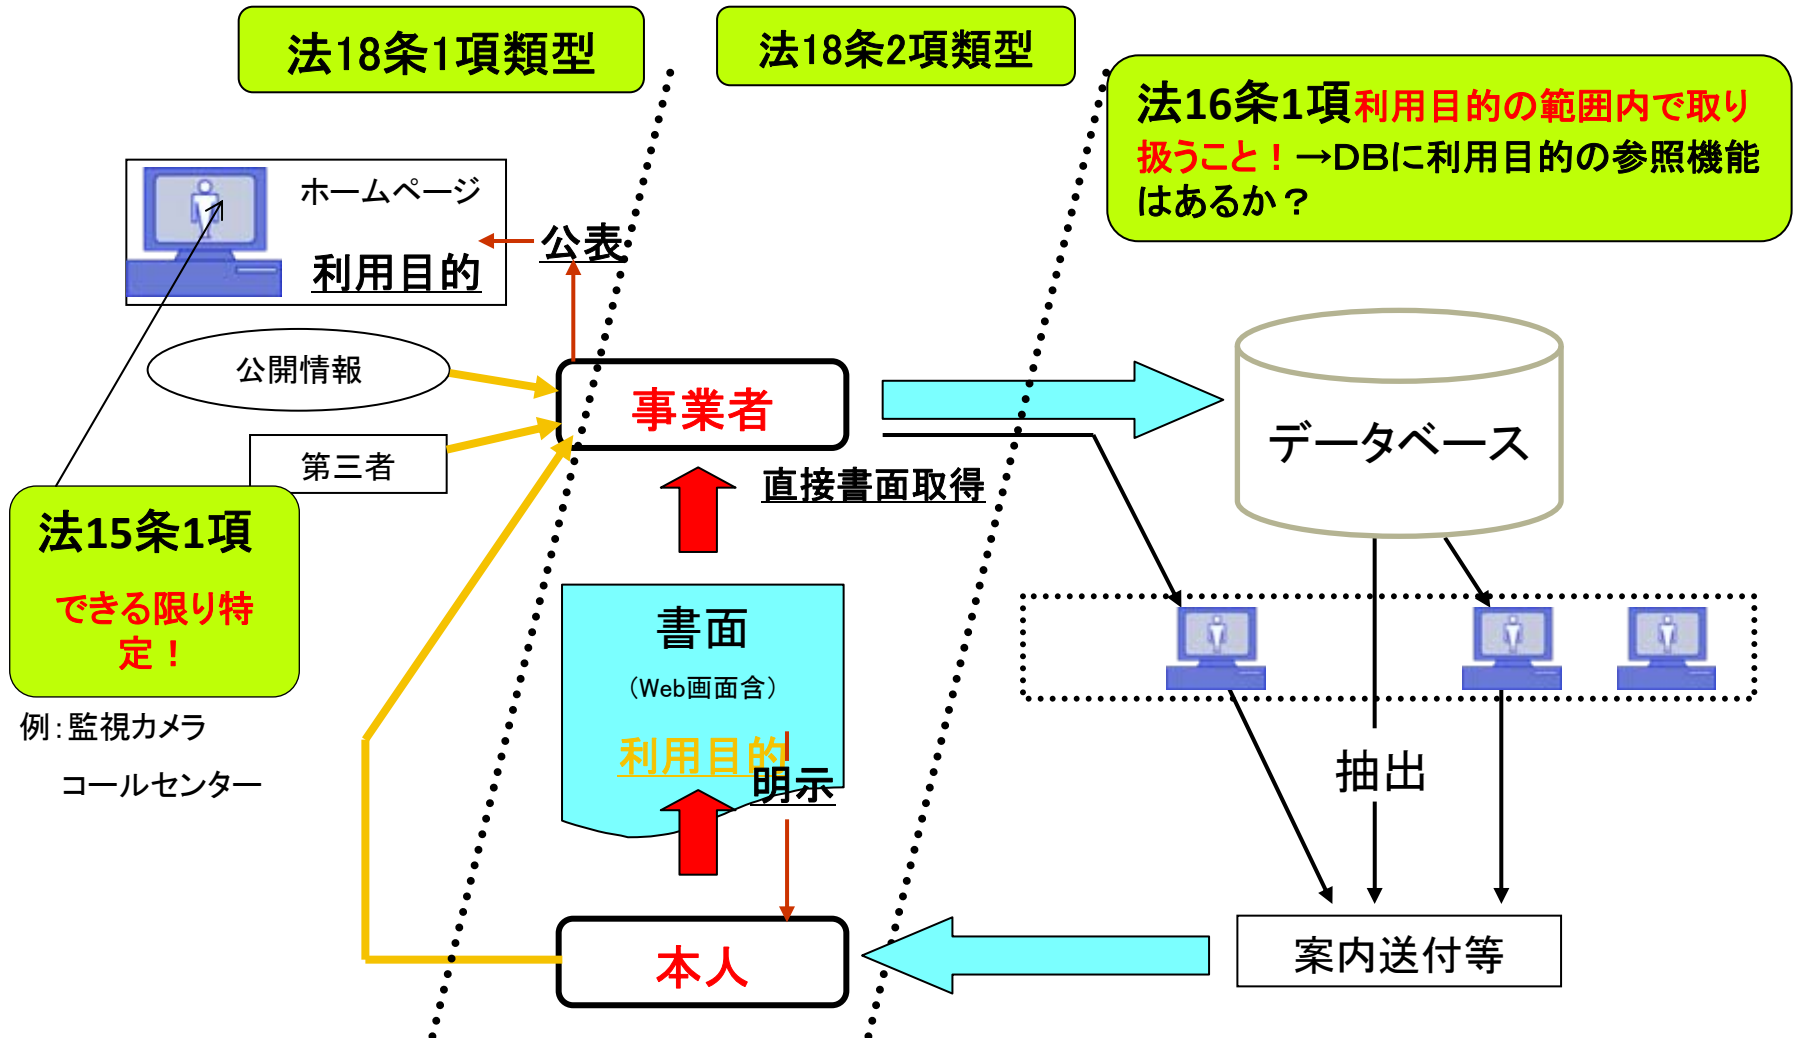 法18条1項類型
法18条2項類型
法16条1項利用目的の範囲内で取り
扱うこと！→DBに利用目的の参照機能
はあるか？
ホームページ
利用目的
公表
公開情報
第三者
事業者
直接書面取得
データベース
法15条1項
できる限り特
定！
例：監視カメラ
コールセンター
書面
（Web画面含）
利用目的
明示
抽出
本人
案内送付等